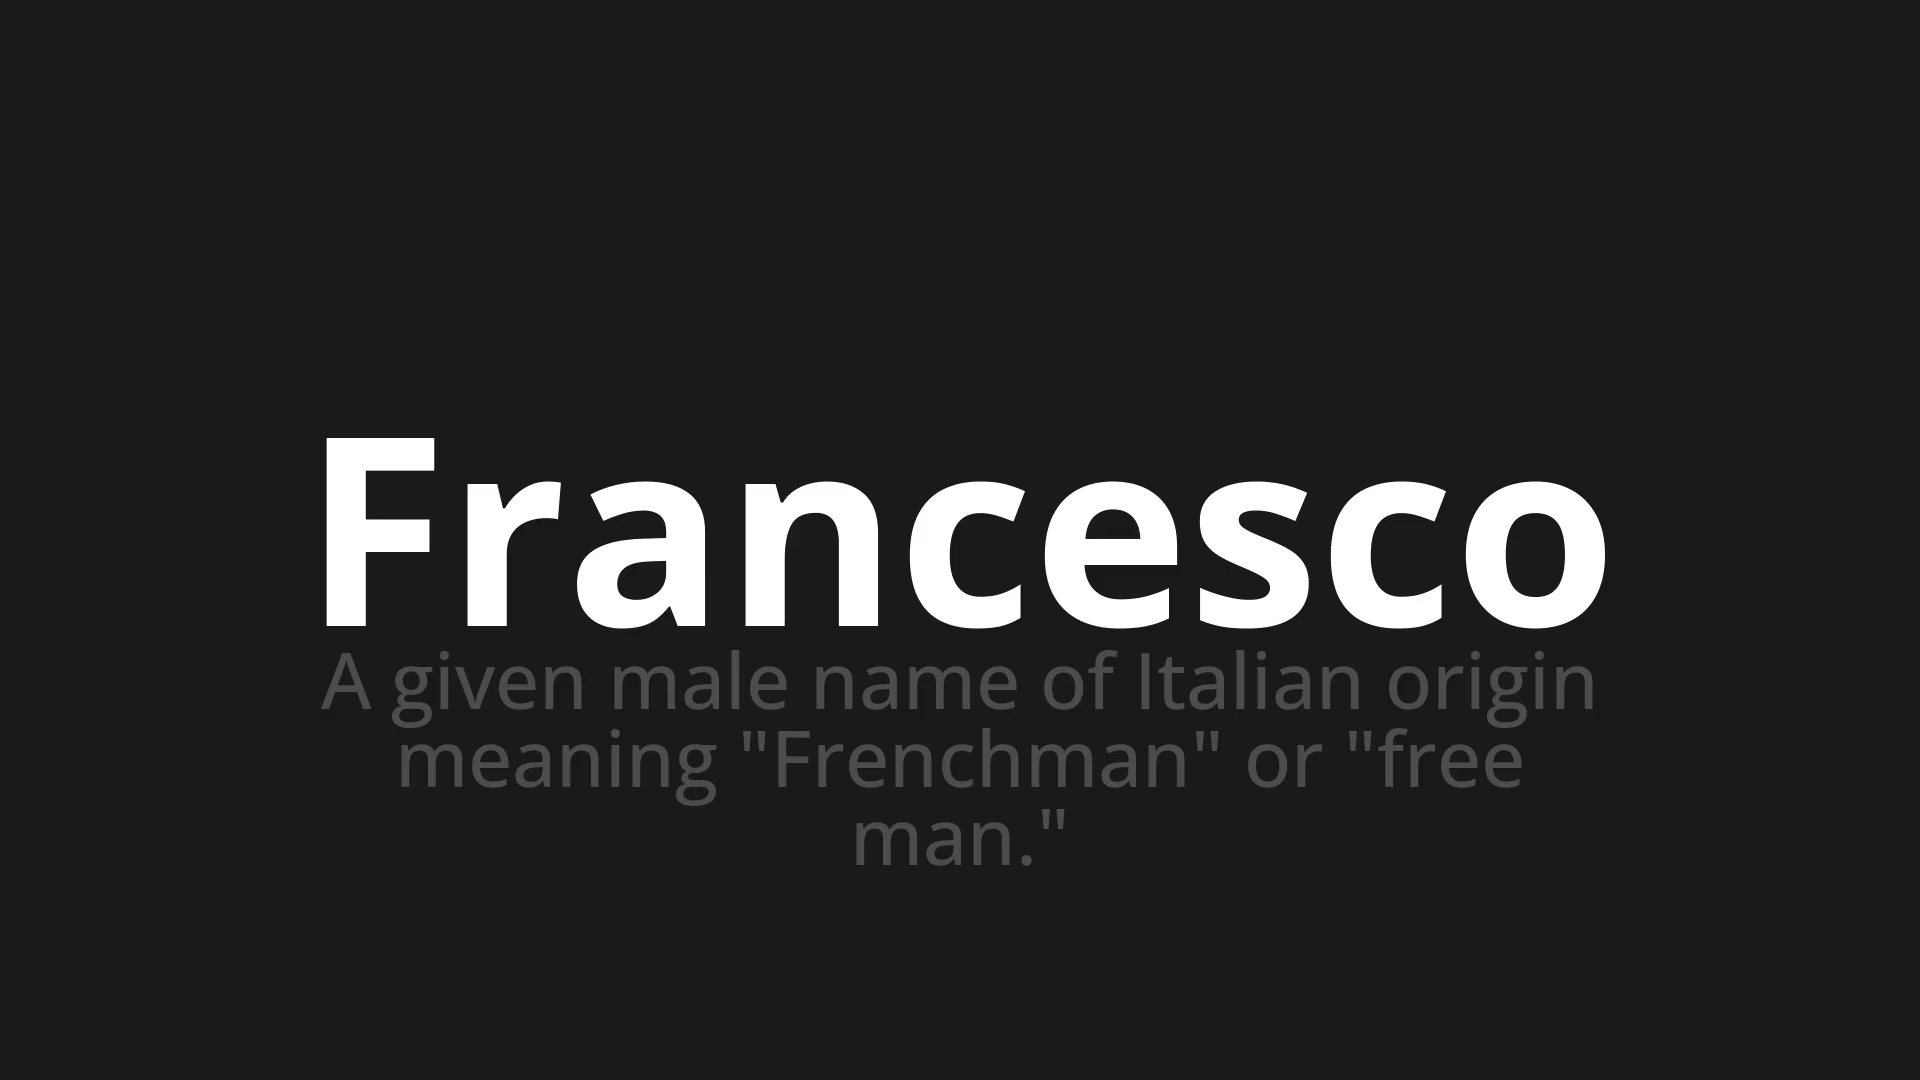 Francesco
A given male name of Italian origin
meaning "Frenchman" or "free
man."